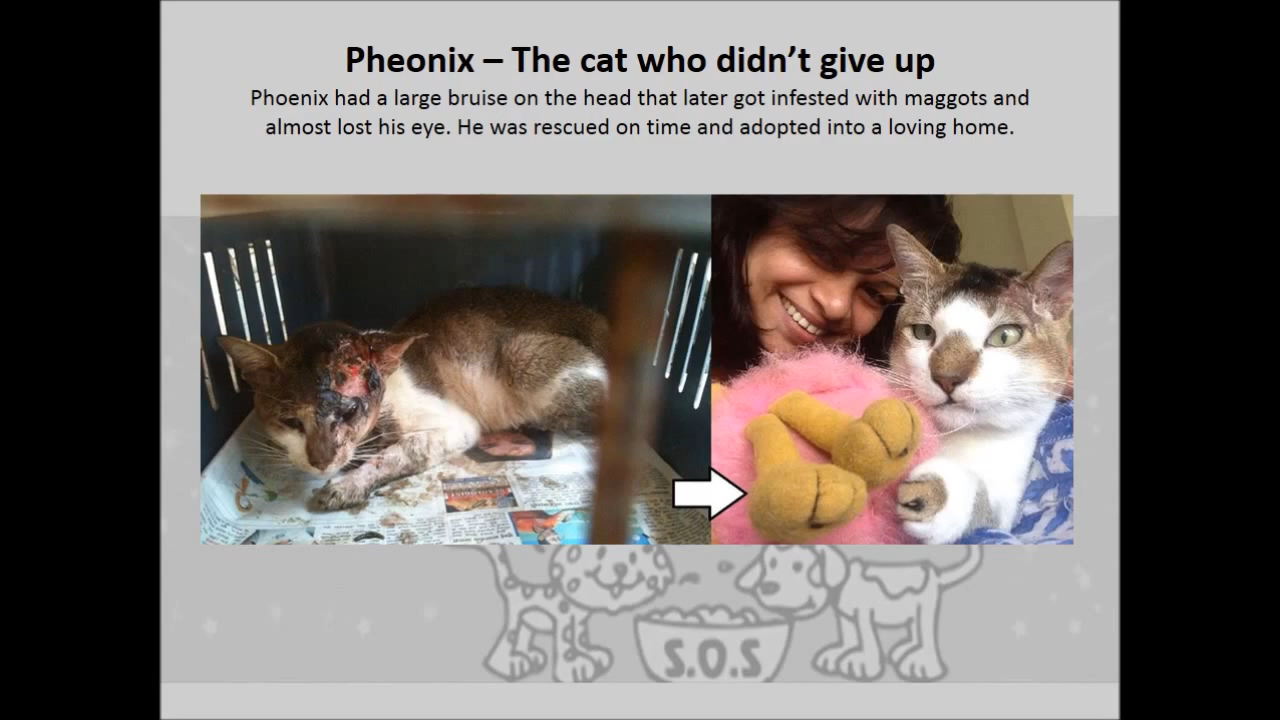 Pheonix – The cat who didn’t give up
Phoenix had a large bruise on the head that later got infested with maggots and
almost lost his eye. He was rescued on time and adopted into a loving home.
S.O.S